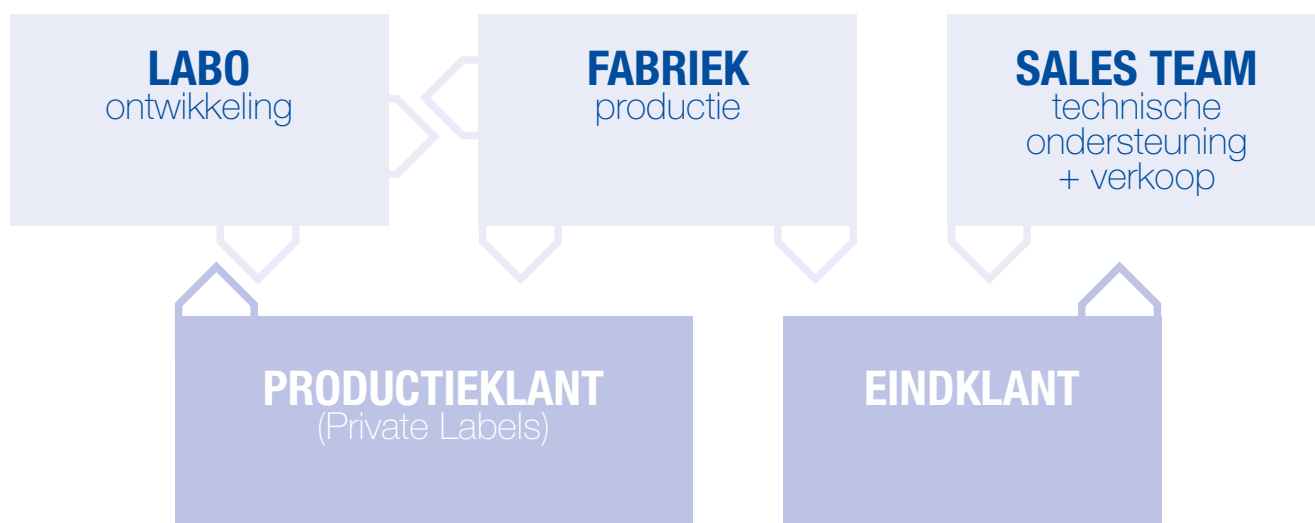 LABO
ontwikkeling
FABRIEK
productie
SALES TEAM
technische
ondersteuning
+ verkoop
PRODUCTIEKLANT
(Private Labels)
EINDKLANT